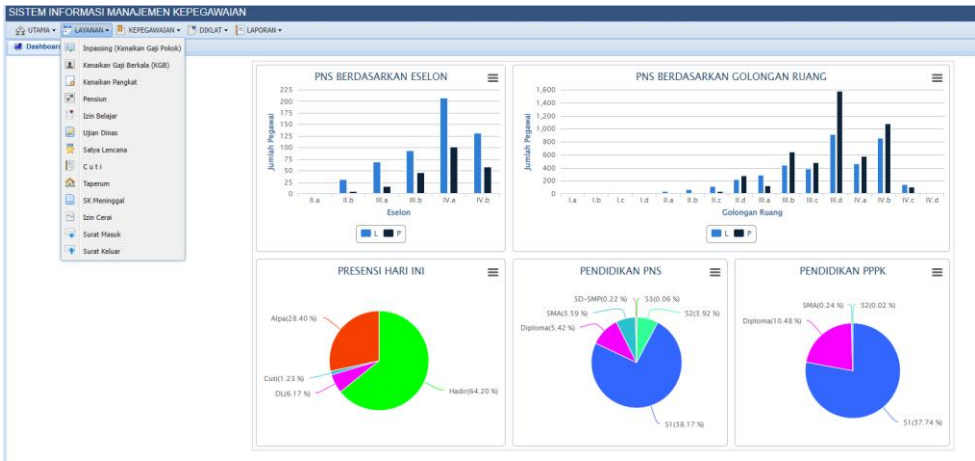 SISTEM INFORMASI MANAJEMEN KEPEGAWAIAN
UTAMA LAYANAN KEPEGAWAIAN DIKLAT LAPORAN
Dashboar
Inpassing (Kenaikan Gaji Pokok)
Kenaikan Gaji Berkala (KGB)
Kenaikan Pangkat
Pensiun
Izin Belajar
Ujian Dinas
Satya Lencana
C u t i
Taperum
SK Meninggal
Izin Cerai
Surat Masuk
Surat Keluar
PNS BERDASARKAN ESELON
Jumlah Pegawai
225
200
175
150
125
100
75
50
25
0
II.a II.b III.a III.b IV.a IV.b
Eselon
L P
PNS BERDASARKAN GOLONGAN RUANG
Jumlah Pegawai
1,600
1,400
1,200
1,000
800
600
400
200
0
I.a I.b I.c I.d II.a II.b II.c II.d III.a III.b III.c III.d IV.a IV.b IV.c IV.d
Golongan Ruang
L P
PRESENSI HARI INI
Alpa(28.40 %)
Cuti(1.23 %)
DL(6.17 %)
Hadir(64.20 %)
PENDIDIKAN PNS
SD-SMP(0.22 %) S3(0.06 %)
SMA(3.59 %) S2(3.92 %)
Diploma(5.42 %)
S1(38.17 %)
PENDIDIKAN PPPK
SMA(0.24 %) S2(0.02 %)
Diploma(10.48 %)
S1(37.74 %)